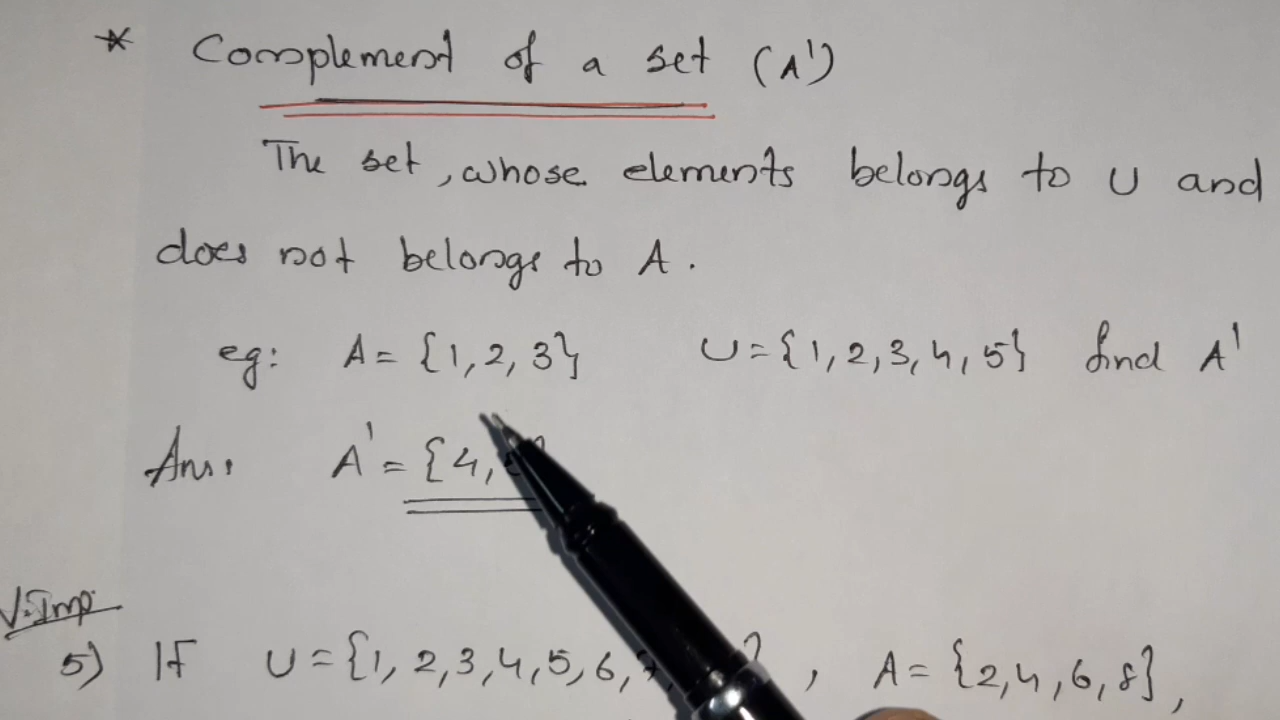 * Complement of a set (A')
The set, whose elements belongs to U and
does not belongs to A.
eg: A = {1, 2, 3} U = {1, 2, 3, 4, 5} find A'
Ans: A' = {4,
V.Imp
5) If U = {1, 2, 3, 4, 5, 6, }, A = {2, 4, 6, 8},